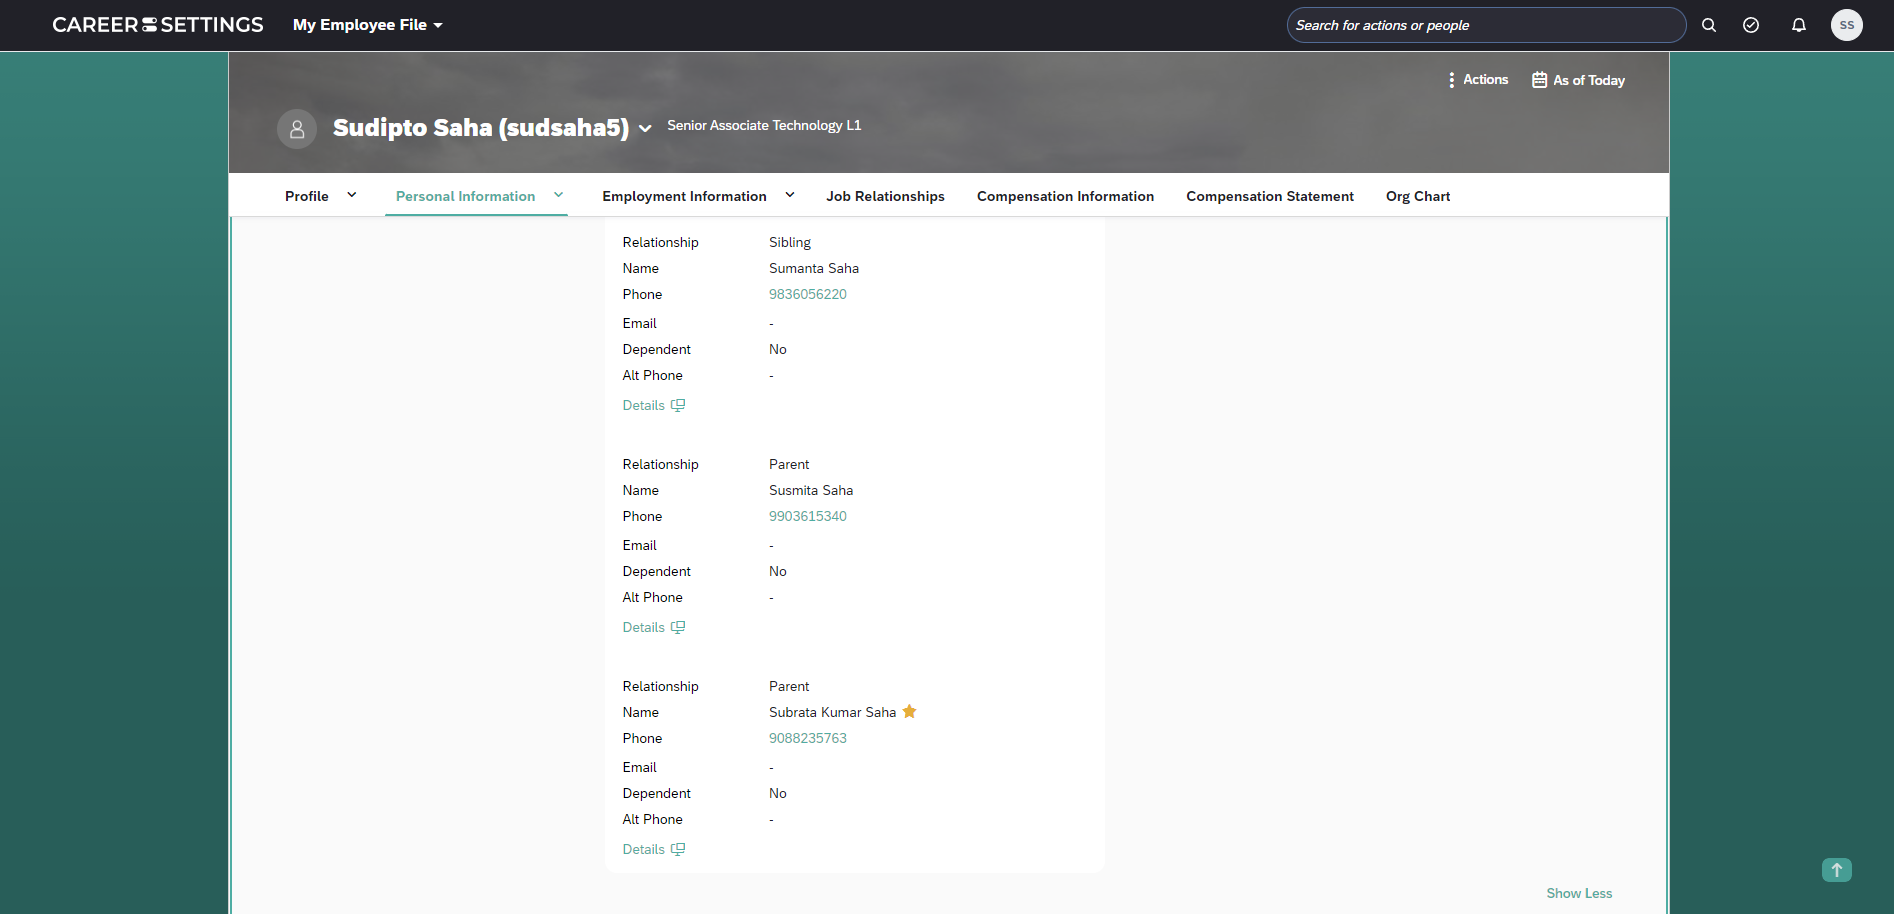 CAREER SETTINGS My Employee File Search for actions or people SS
Actions As of Today
Sudipto Saha (sudsaha5) Senior Associate Technology L1
Profile Personal Information Employment Information Job Relationships Compensation Information Compensation Statement Org Chart
Relationship Sibling
Name Sumanta Saha
Phone 9836056220
Email -
Dependent No
Alt Phone -
Details
Relationship Parent
Name Susmita Saha
Phone 9903615340
Email -
Dependent No
Alt Phone -
Details
Relationship Parent
Name Subrata Kumar Saha
Phone 9088235763
Email -
Dependent No
Alt Phone -
Details
Show Less